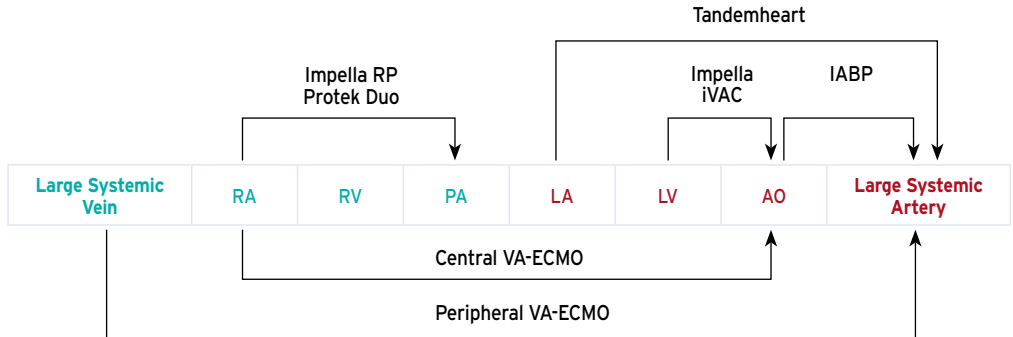 Tandemheart
Impella RP
Protek Duo
Impella
iVAC
IABP
Large Systemic
Vein
RA
RV
PA
LA
LV
AO
Large Systemic
Artery
Central VA-ECMO
Peripheral VA-ECMO